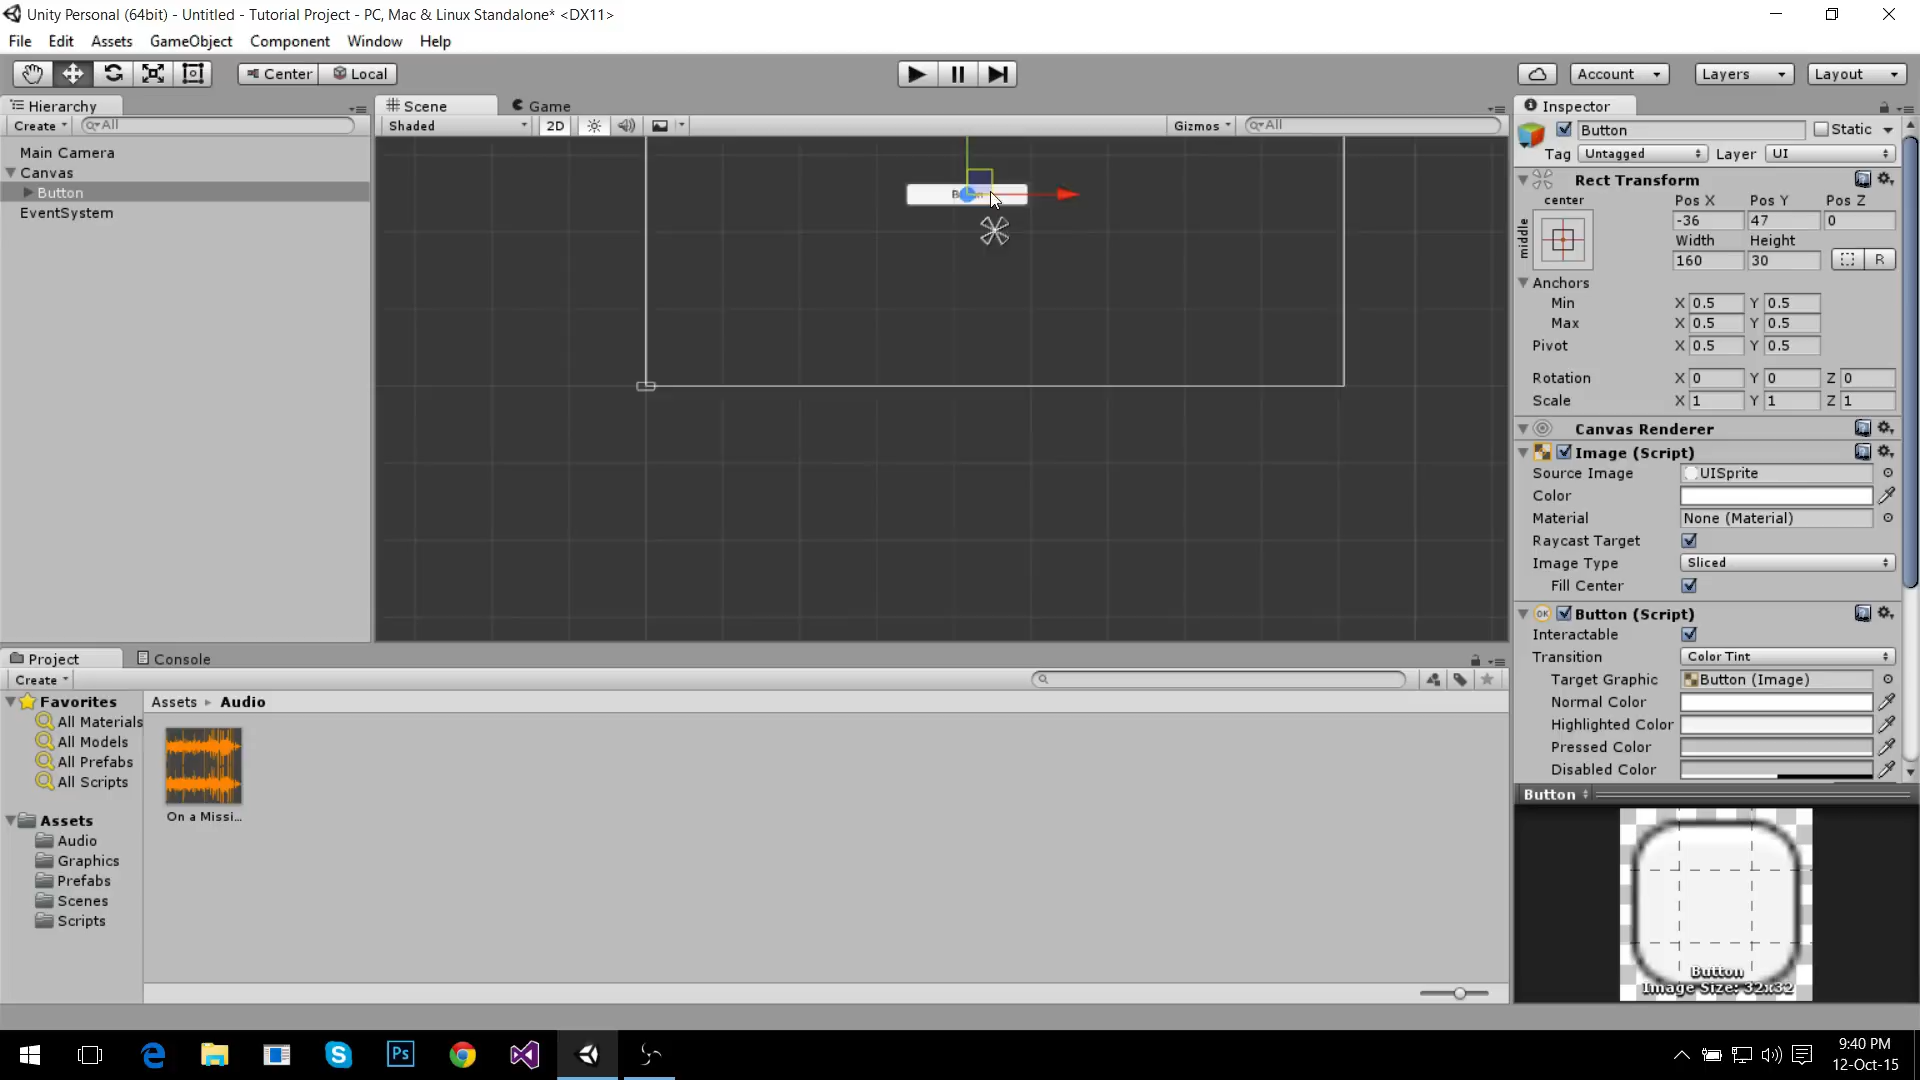 Unity Personal (64bit) - Untitled - Tutorial Project - PC, Mac & Linux Standalone* <DX11>
File Edit Assets GameObject Component Window Help
Center Local
Account Layers Layout
Hierarchy
Create All
Main Camera
Canvas
Button
EventSystem
Scene Game
Shaded 2D Gizmos All
Inspector
Button Static
Tag Untagged Layer UI
Rect Transform
center Pos X Pos Y Pos Z
middle -36 47 0
Width Height
160 30 R
Anchors
Min X 0.5 Y 0.5
Max X 0.5 Y 0.5
Pivot X 0.5 Y 0.5
Rotation X 0 Y 0 Z 0
Scale X 1 Y 1 Z 1
Canvas Renderer
Image (Script)
Source Image UISprite
Color
Material None (Material)
Raycast Target
Image Type Sliced
Fill Center
OK Button (Script)
Interactable
Transition Color Tint
Target Graphic Button (Image)
Normal Color
Highlighted Color
Pressed Color
Disabled Color
Button
Button
Image Size: 32x32
Project Console
Create
Favorites
All Materials
All Models
All Prefabs
All Scripts
Assets
Audio
Graphics
Prefabs
Scenes
Scripts
Assets Audio
On a Missi...
Ps
9:40 PM
12-Oct-15